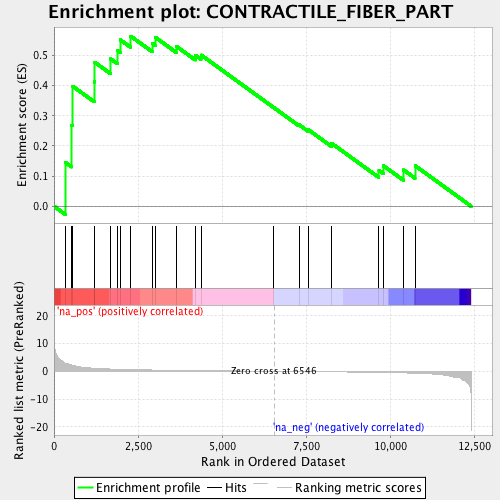 Enrichment plot: CONTRACTILE_FIBER_PART
Enrichment score (ES)
0.5
0.4
0.3
0.2
0.1
0.0
'na_pos' (positively correlated)
Ranked list metric (PreRanked)
20
10
0
-10
-20
Zero cross at 6546
'na_neg' (negatively correlated)
0
2,500
5,000
7,500
10,000
12,500
Rank in Ordered Dataset
Enrichment profile
Hits
Ranking metric scores